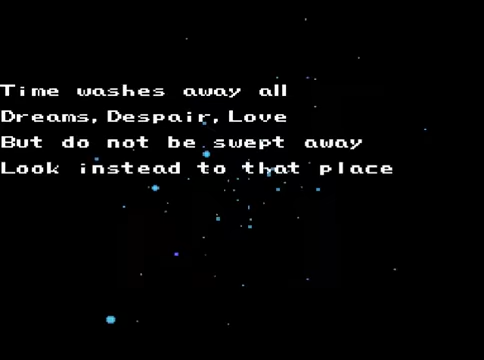 Time washes away all
Dreams, Despair, Love
But do not be swept away
Look instead to that place